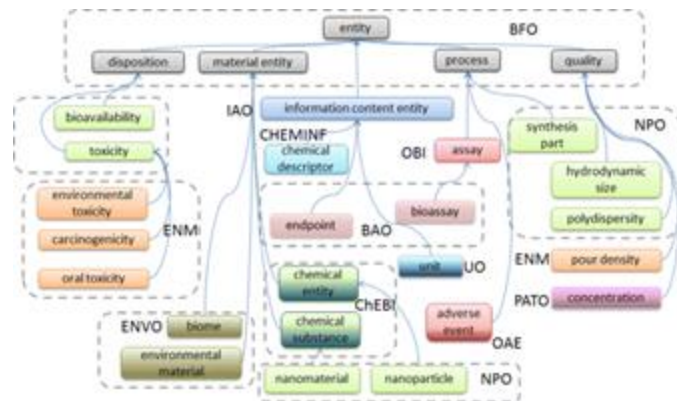 entity
BFO
disposition
material entity
process
quality
bioavailability
IAO
information content entity
synthesis
part
NPO
toxicity
CHEMINF
chemical
descriptor
OBI
assay
hydrodynamic
size
environmental
toxicity
bioassay
polydispersity
carcinogenicity
ENM
endpoint
BAO
oral toxicity
chemical
entity
unit
UO
ENM
pour density
ChEBI
PATO
concentration
ENVO
biome
chemical
substance
adverse
event
OAE
environmental
material
nanomaterial
nanoparticle
NPO